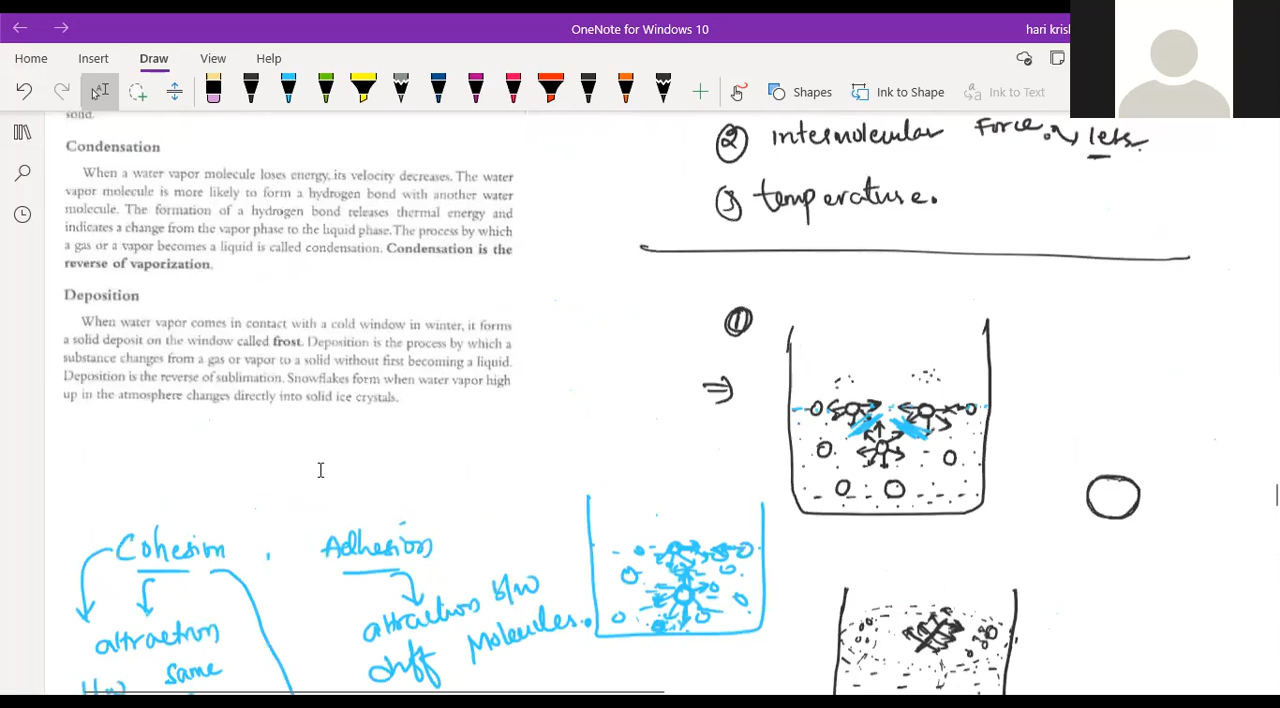 OneNote for Windows 10
hari krish
Home Insert Draw View Help
Shapes Ink to Shape Ink to Text
solid.
Condensation
When a water vapor molecule loses energy, its velocity decreases. The water
vapor molecule is more likely to form a hydrogen bond with another water
molecule. The formation of a hydrogen bond releases thermal energy and
indicates a change from the vapor phase to the liquid phase. The process by which
a gas or a vapor becomes a liquid is called condensation. Condensation is the
reverse of vaporization.
Deposition
When water vapor comes in contact with a cold window in winter, it forms
a solid deposit on the window called frost. Deposition is the process by which a
substance changes from a gas or vapor to a solid without first becoming a liquid.
Deposition is the reverse of sublimation. Snowflakes form when water vapor high
up in the atmosphere changes directly into solid ice crystals.
② intermolecular Force. less.
③ temperature.
①
Cohesion , Adhesion
attraction
same
attraction b/w
diff Molecules.